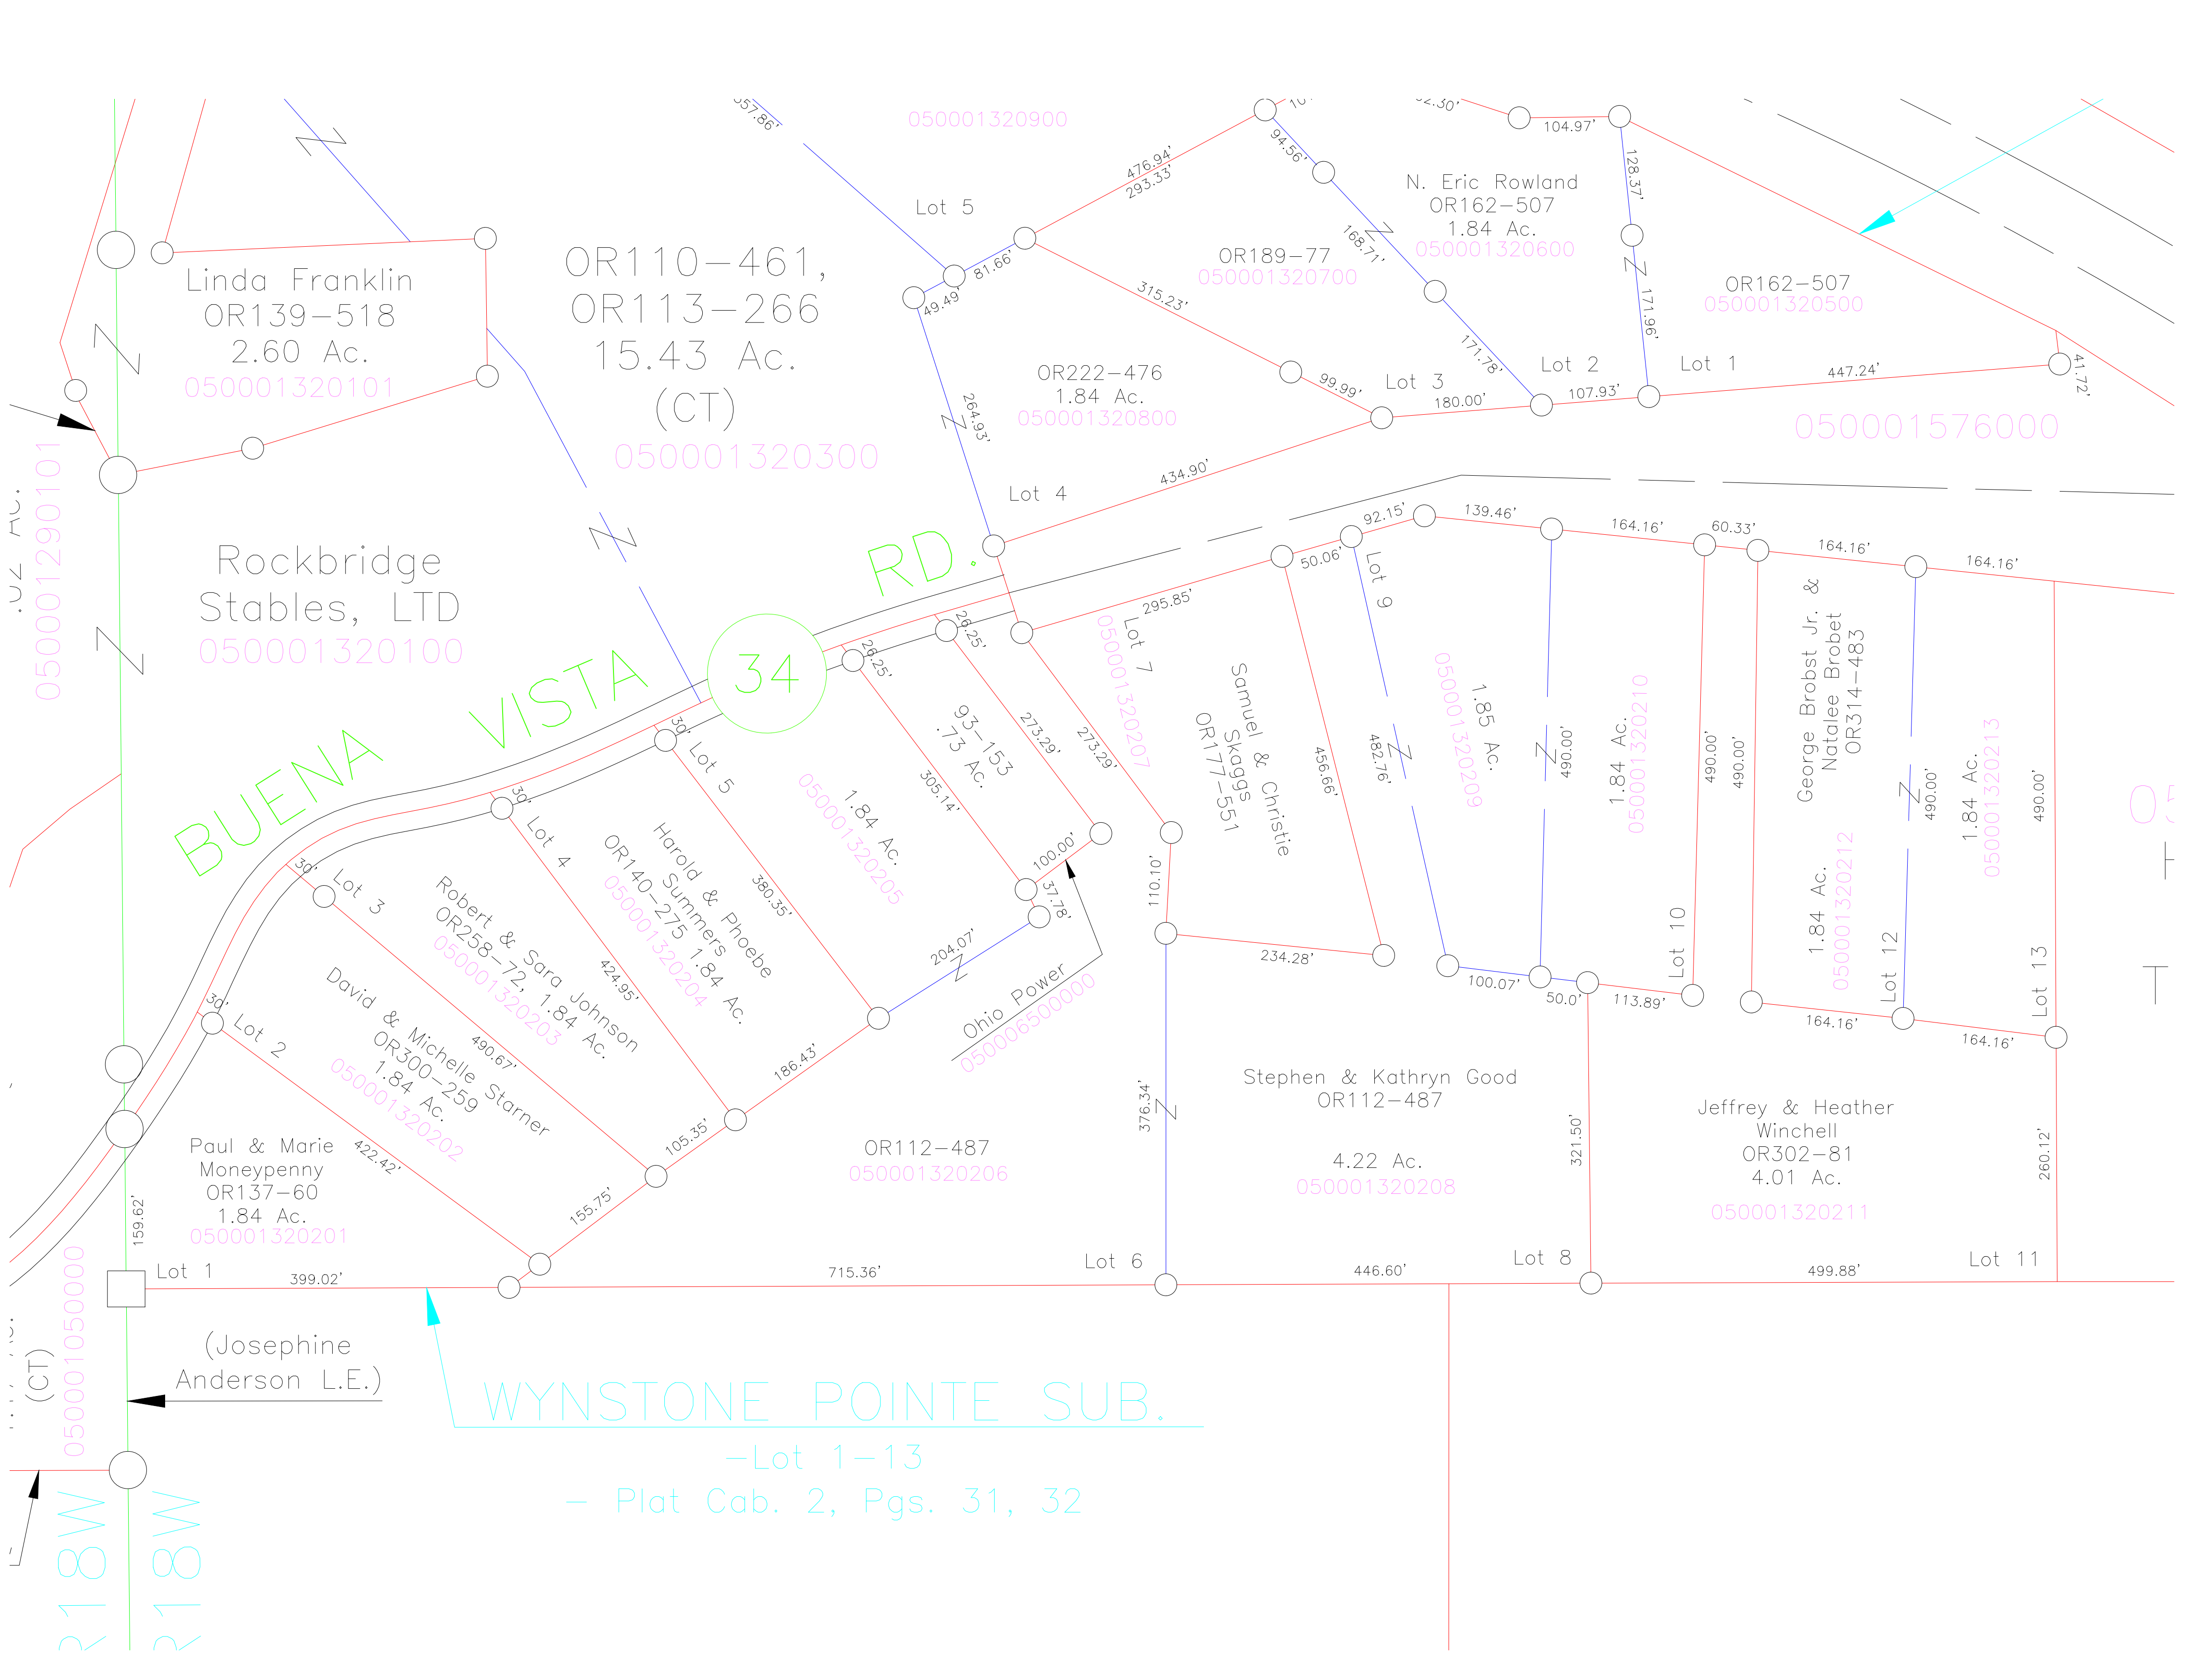 050001320900
476.94'
293.33'
94.56'
104.97'
128.37'
Lot 5
N. Eric Rowland
OR162-507
1.84 Ac.
050001320600
81.66'
49.49'
OR189-77
050001320700
168.71'
171.96'
OR162-507
050001320500
Linda Franklin
OR139-518
2.60 Ac.
050001320101
OR110-461,
OR113-266
15.43 Ac.
(CT)
050001320300
315.23'
171.78'
Lot 2
Lot 1
447.24'
41.72'
OR222-476
1.84 Ac.
050001320800
264.93'
99.99'
Lot 3
180.00'
107.93'
050001576000
434.90'
Lot 4
050001290101
Rockbridge
Stables, LTD
050001320100
BUENA VISTA RD.
34
50.06'
92.15'
139.46'
164.16'
60.33'
164.16'
164.16'
295.85'
26.25'
26.25'
30'
30'
30'
30'
273.29'
273.29'
93-153
.73 Ac.
305.14'
100.00'
37.78'
110.10'
Lot 7
050001320207
Samuel & Christie
Skaggs
OR177-551
456.66'
234.28'
Lot 9
482.76'
1.85 Ac.
050001320209
490.00'
1.84 Ac.
050001320210
490.00'
490.00'
Lot 10
George Brobst Jr. &
Natalee Brobet
OR314-483
1.84 Ac.
050001320212
Lot 12
490.00'
1.84 Ac.
050001320213
490.00'
Lot 13
Lot 5
1.84 Ac.
050001320205
380.35'
204.07'
Ohio Power
050006500000
Lot 4
Harold & Phoebe
Summers
OR140-275 1.84 Ac.
050001320204
424.95'
186.43'
Lot 3
Robert & Sara Johnson
OR258-72, 1.84 Ac.
050001320203
490.67'
105.35'
Lot 2
David & Michelle Starner
OR300-259
1.84 Ac.
050001320202
422.42'
155.75'
Paul & Marie
Moneypenny
OR137-60
1.84 Ac.
050001320201
159.62'
Lot 1
399.02'
OR112-487
050001320206
376.34'
715.36'
Lot 6
100.07'
50.0'
113.89'
164.16'
164.16'
Stephen & Kathryn Good
OR112-487
4.22 Ac.
050001320208
321.50'
446.60'
Lot 8
Jeffrey & Heather
Winchell
OR302-81
4.01 Ac.
050001320211
260.12'
499.88'
Lot 11
(CT)
050001050000
(Josephine
Anderson L.E.)
WYNSTONE POINTE SUB.
-Lot 1-13
- Plat Cab. 2, Pgs. 31, 32
R18W
R18W